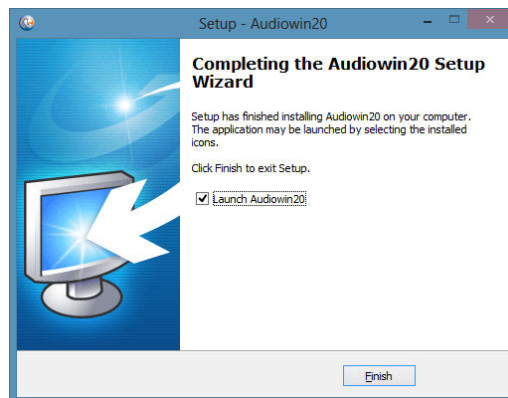 Setup - Audiowin20
Completing the Audiowin20 Setup
Wizard
Setup has finished installing Audiowin20 on your computer.
The application may be launched by selecting the installed
icons.
Click Finish to exit Setup.
Launch Audiowin20
Finish